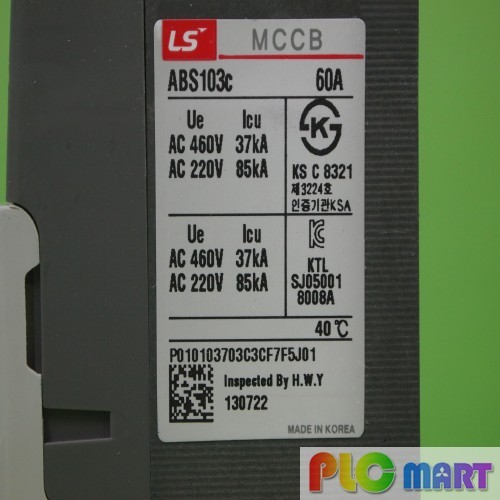 LS MCCB
ABS103c 60A
Ue Icu
AC 460V 37kA
AC 220V 85kA
KS C 8321
제3224호
인증기관KSA
Ue Icu
AC 460V 37kA
AC 220V 85kA
KTL
SJ05001
8008A
40℃
P010103703C3CF7F5J01
Inspected By H.W.Y
130722
MADE IN KOREA
PLC MART